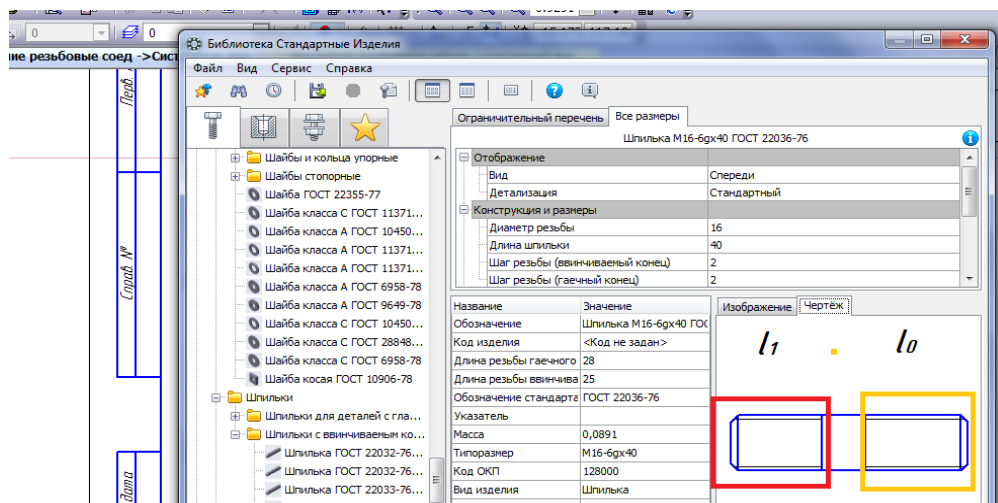 0
0
ние резьбовые соед ->Сист
Перв.
Справ №
дата
Библиотека Стандартные Изделия
Файл Вид Сервис Справка
Шайбы и кольца упорные
Шайбы стопорные
Шайба ГОСТ 22355-77
Шайба класса С ГОСТ 11371...
Шайба класса А ГОСТ 10450...
Шайба класса А ГОСТ 11371...
Шайба класса А ГОСТ 11371...
Шайба класса А ГОСТ 6958-78
Шайба класса А ГОСТ 9649-78
Шайба класса С ГОСТ 10450...
Шайба класса С ГОСТ 28848...
Шайба класса С ГОСТ 6958-78
Шайба косая ГОСТ 10906-78
Шпильки
Шпильки для деталей с гла...
Шпильки с ввинчиваемым ко...
Шпилька ГОСТ 22032-76...
Шпилька ГОСТ 22032-76...
Шпилька ГОСТ 22033-76...
Ограничительный перечень Все размеры
Шпилька М16-6gx40 ГОСТ 22036-76
Отображение
Вид Спереди
Детализация Стандартный
Конструкция и размеры
Диаметр резьбы 16
Длина шпильки 40
Шаг резьбы (ввинчиваемый конец) 2
Шаг резьбы (гаечный конец) 2
Название Значение
Обозначение Шпилька М16-6gx40 ГОС
Код изделия <Код не задан>
Длина резьбы гаечного 28
Длина резьбы ввинчива 25
Обозначение стандарта ГОСТ 22036-76
Указатель
Масса 0,0891
Типоразмер М16-6gx40
Код ОКП 128000
Вид изделия Шпилька
Изображение Чертёж
l1 l0